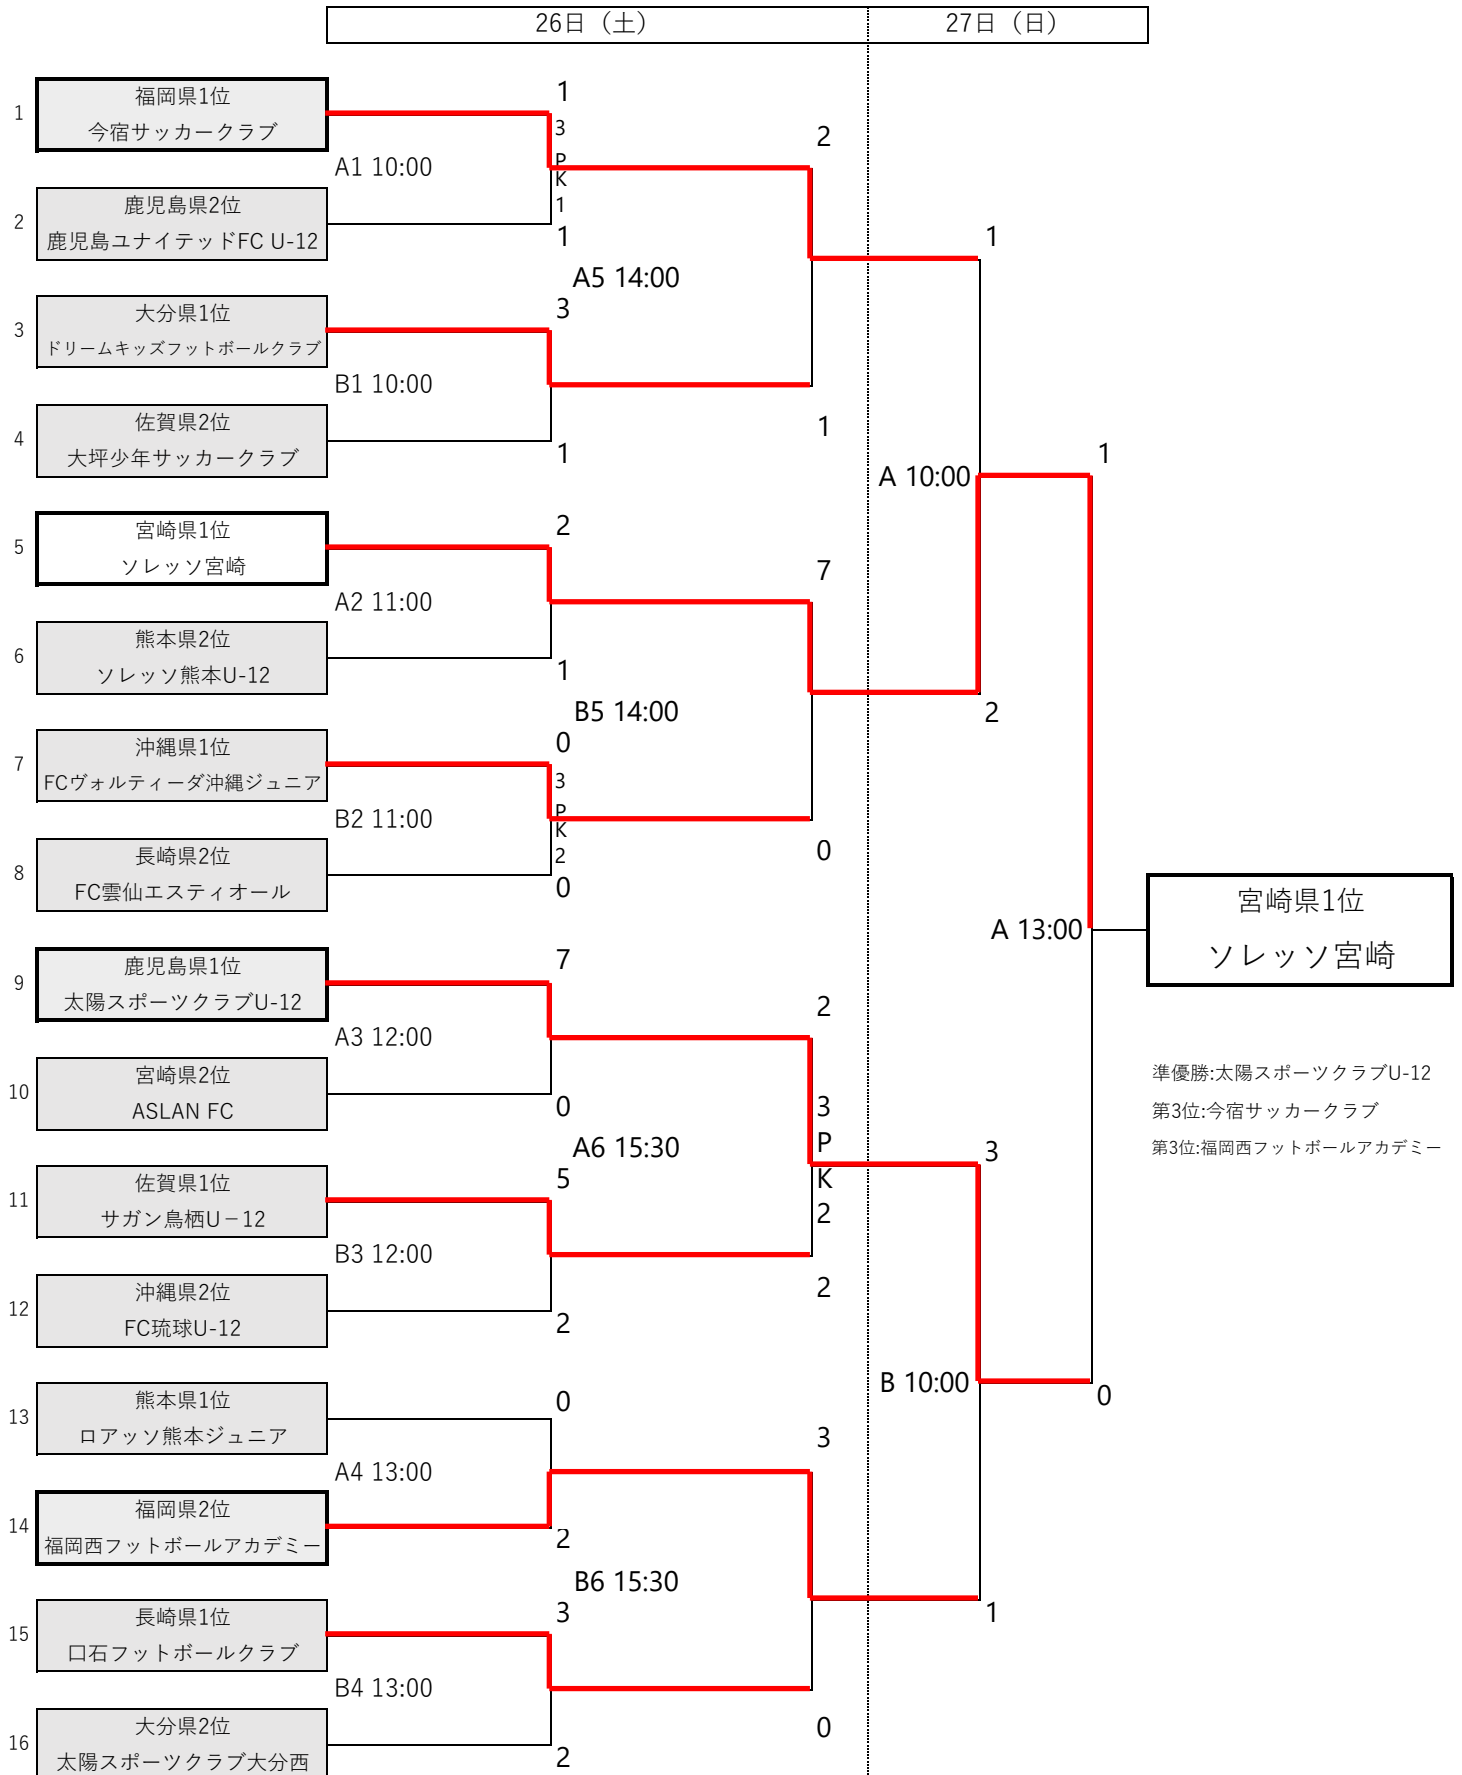 26日（土）
27日（日）
1
福岡県1位
今宿サッカークラブ
1
3
P
K
1
1
A1 10:00
2
鹿児島県2位
鹿児島ユナイテッドFC U-12
2
A5 14:00
1
3
大分県1位
ドリームキッズフットボールクラブ
3
B1 10:00
4
佐賀県2位
大坪少年サッカークラブ
1
1
A 10:00
2
1
5
宮崎県1位
ソレッソ宮崎
2
A2 11:00
6
熊本県2位
ソレッソ熊本U-12
1
7
B5 14:00
0
7
沖縄県1位
FCヴォルティーダ沖縄ジュニア
0
3
P
K
2
0
B2 11:00
8
長崎県2位
FC雲仙エスティオール
A 13:00
0
宮崎県1位
ソレッソ宮崎
9
鹿児島県1位
太陽スポーツクラブU-12
7
A3 12:00
10
宮崎県2位
ASLAN FC
0
2
3
P
K
2
2
A6 15:30
準優勝:太陽スポーツクラブU-12
第3位:今宿サッカークラブ
第3位:福岡西フットボールアカデミー
11
佐賀県1位
サガン鳥栖U－12
5
B3 12:00
12
沖縄県2位
FC琉球U-12
2
3
B 10:00
1
13
熊本県1位
ロアッソ熊本ジュニア
0
A4 13:00
14
福岡県2位
福岡西フットボールアカデミー
2
3
B6 15:30
0
15
長崎県1位
口石フットボールクラブ
3
B4 13:00
16
大分県2位
太陽スポーツクラブ大分西
2